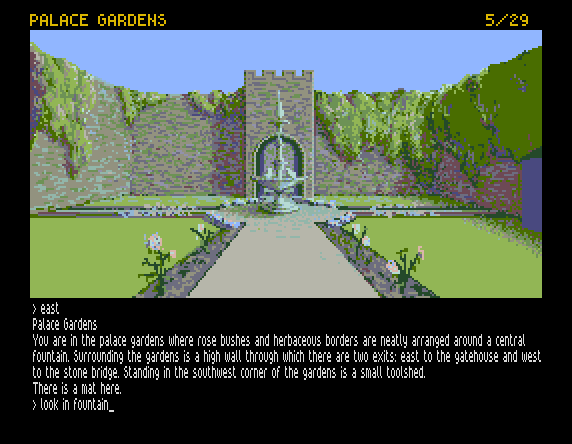 PALACE GARDENS 5/29
> east
Palace Gardens
You are in the palace gardens where rose bushes and herbaceous borders are neatly arranged around a central
fountain. Surrounding the gardens is a high wall through which there are two exits: east to the gatehouse and west
to the stone bridge. Standing in the southwest corner of the gardens is a small toolshed.
There is a mat here.
> look in fountain_